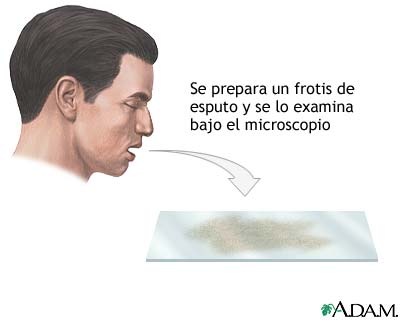 Se prepara un frotis de
esputo y se lo examina
bajo el microscopio
A.D.A.M.